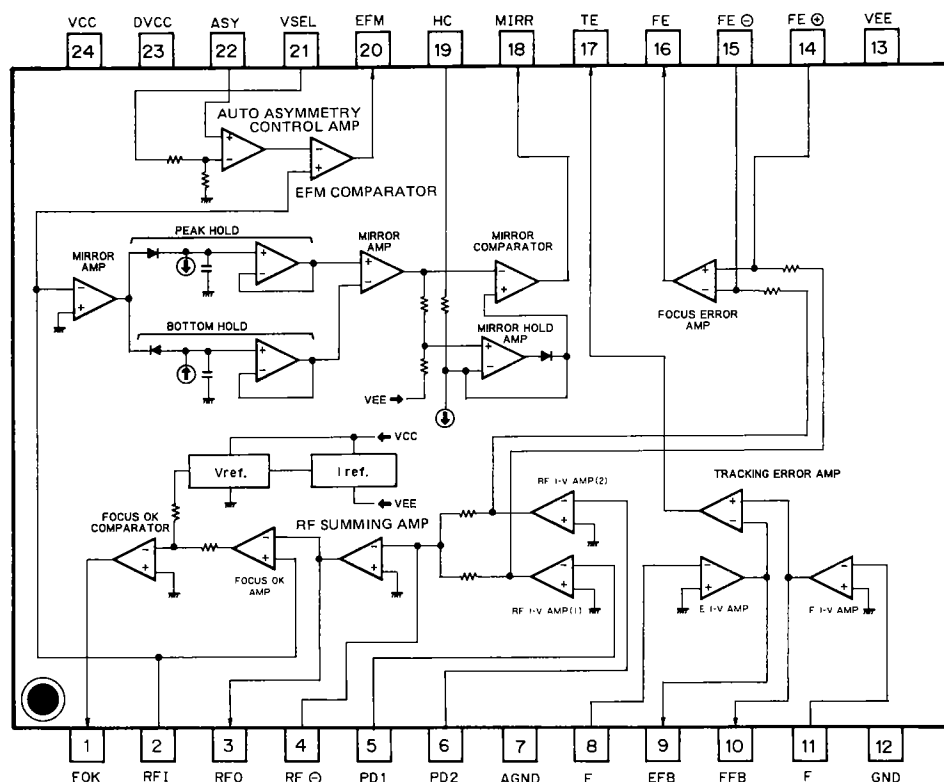 VCC DVCC ASY VSEL EFM HC MIRR TE FE FE ⊖ FE ⊕ VEE
24 23 22 21 20 19 18 17 16 15 14 13
AUTO ASYMMETRY
CONTROL AMP
+
−
−
+
EFM COMPARATOR
PEAK HOLD
MIRROR
AMP
MIRROR
COMPARATOR
MIRROR
AMP
−
+
+
−
+
−
−
+
+
−
FOCUS ERROR
AMP
BOTTOM HOLD
+
−
MIRROR
HOLD
AMP
+
−
VEE
VCC
Vref.
I ref.
VEE
FOCUS OK
COMPARATOR
RF SUMMING AMP
RF I-V AMP(2)
TRACKING ERROR AMP
−
+
−
+
−
+
−
+
+
−
FOCUS OK
AMP
RF I-V AMP(1)
−
+
−
+
E I-V AMP
−
+
F I-V AMP
1 2 3 4 5 6 7 8 9 10 11 12
FOK RFI RFO RF ⊖ PD1 PD2 AGND F EFB FFB F GND